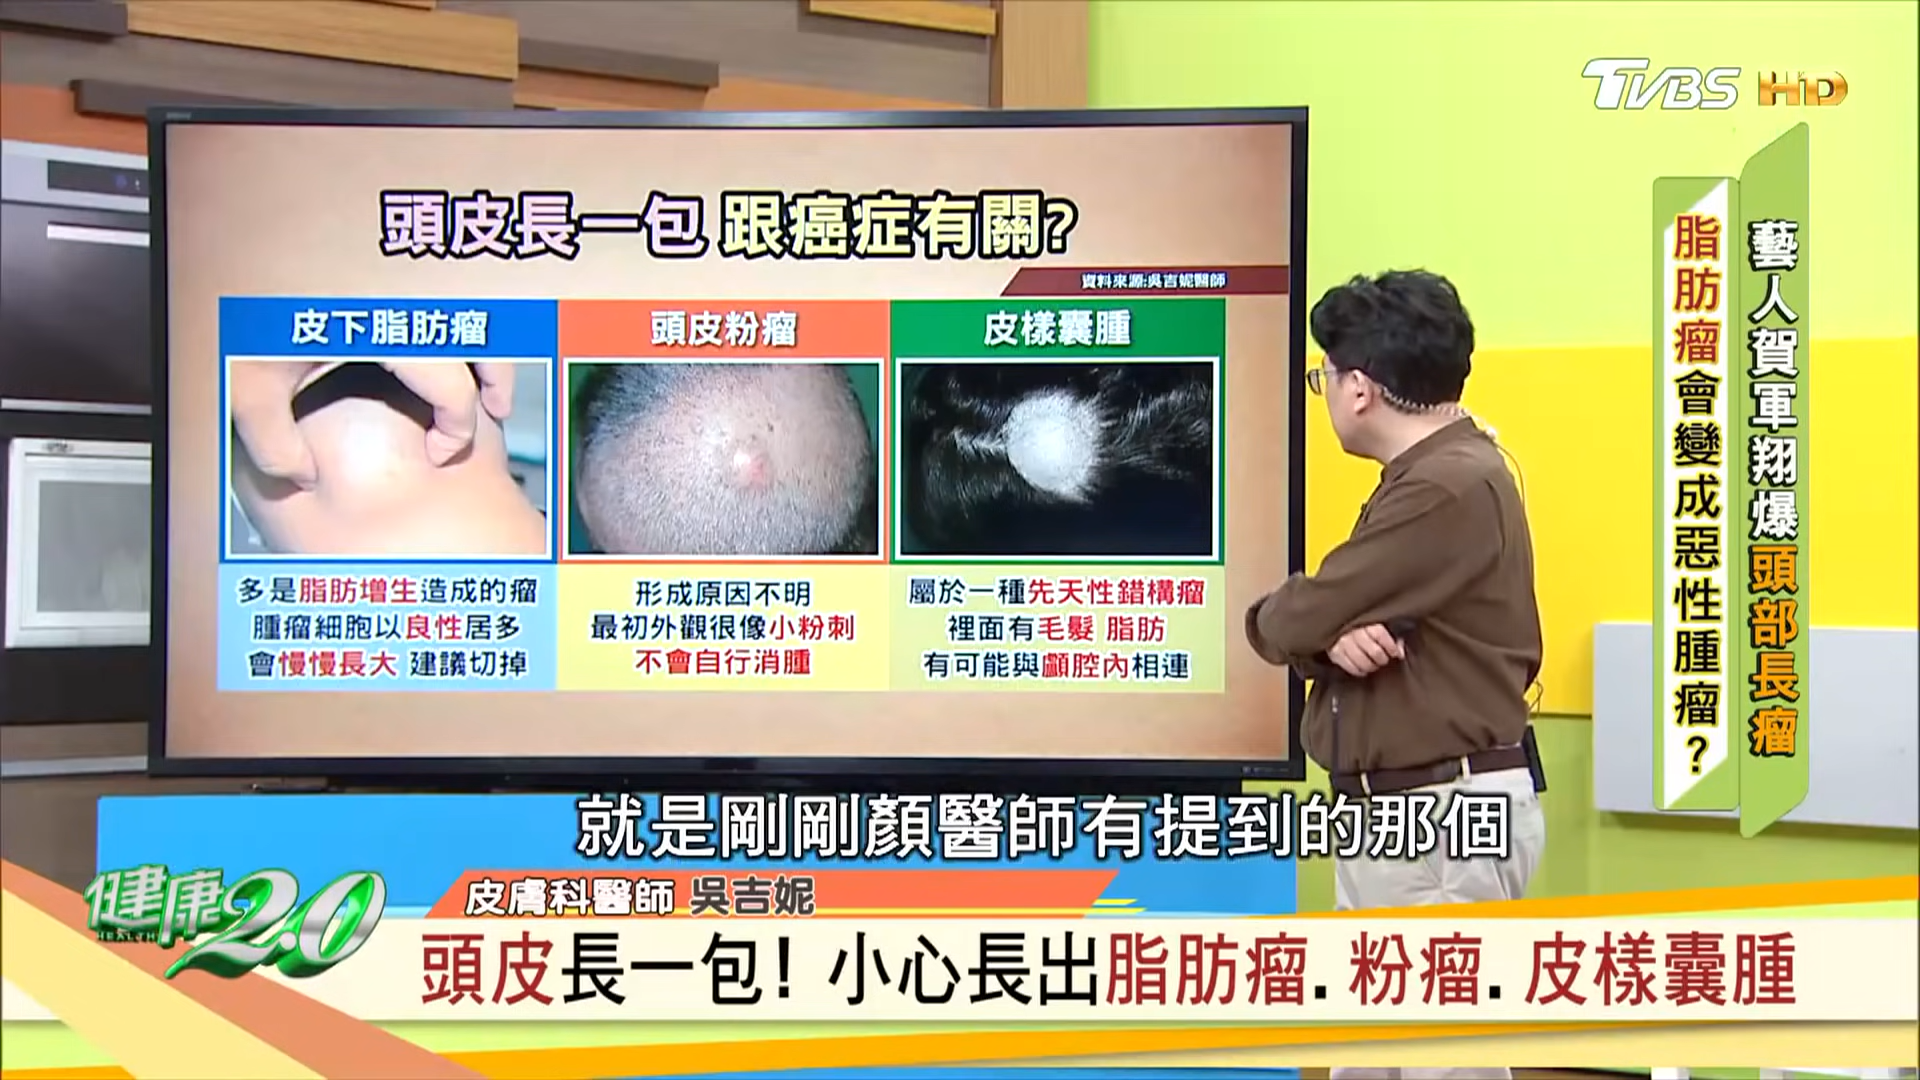 TVBS HD
頭皮長一包 跟癌症有關?
資料來源:吳吉妮醫師
皮下脂肪瘤
多是脂肪增生造成的瘤
腫瘤細胞以良性居多
會慢慢長大 建議切掉
頭皮粉瘤
形成原因不明
最初外觀很像小粉刺
不會自行消腫
皮樣囊腫
屬於一種先天性錯構瘤
裡面有毛髮 脂肪
有可能與顱腔內相連
藝人賀軍翔爆頭部長瘤
脂肪瘤會變成惡性腫瘤?
就是剛剛顏醫師有提到的那個
健康2.0
HEALTH
皮膚科醫師 吳吉妮
頭皮長一包! 小心長出脂肪瘤.粉瘤.皮樣囊腫